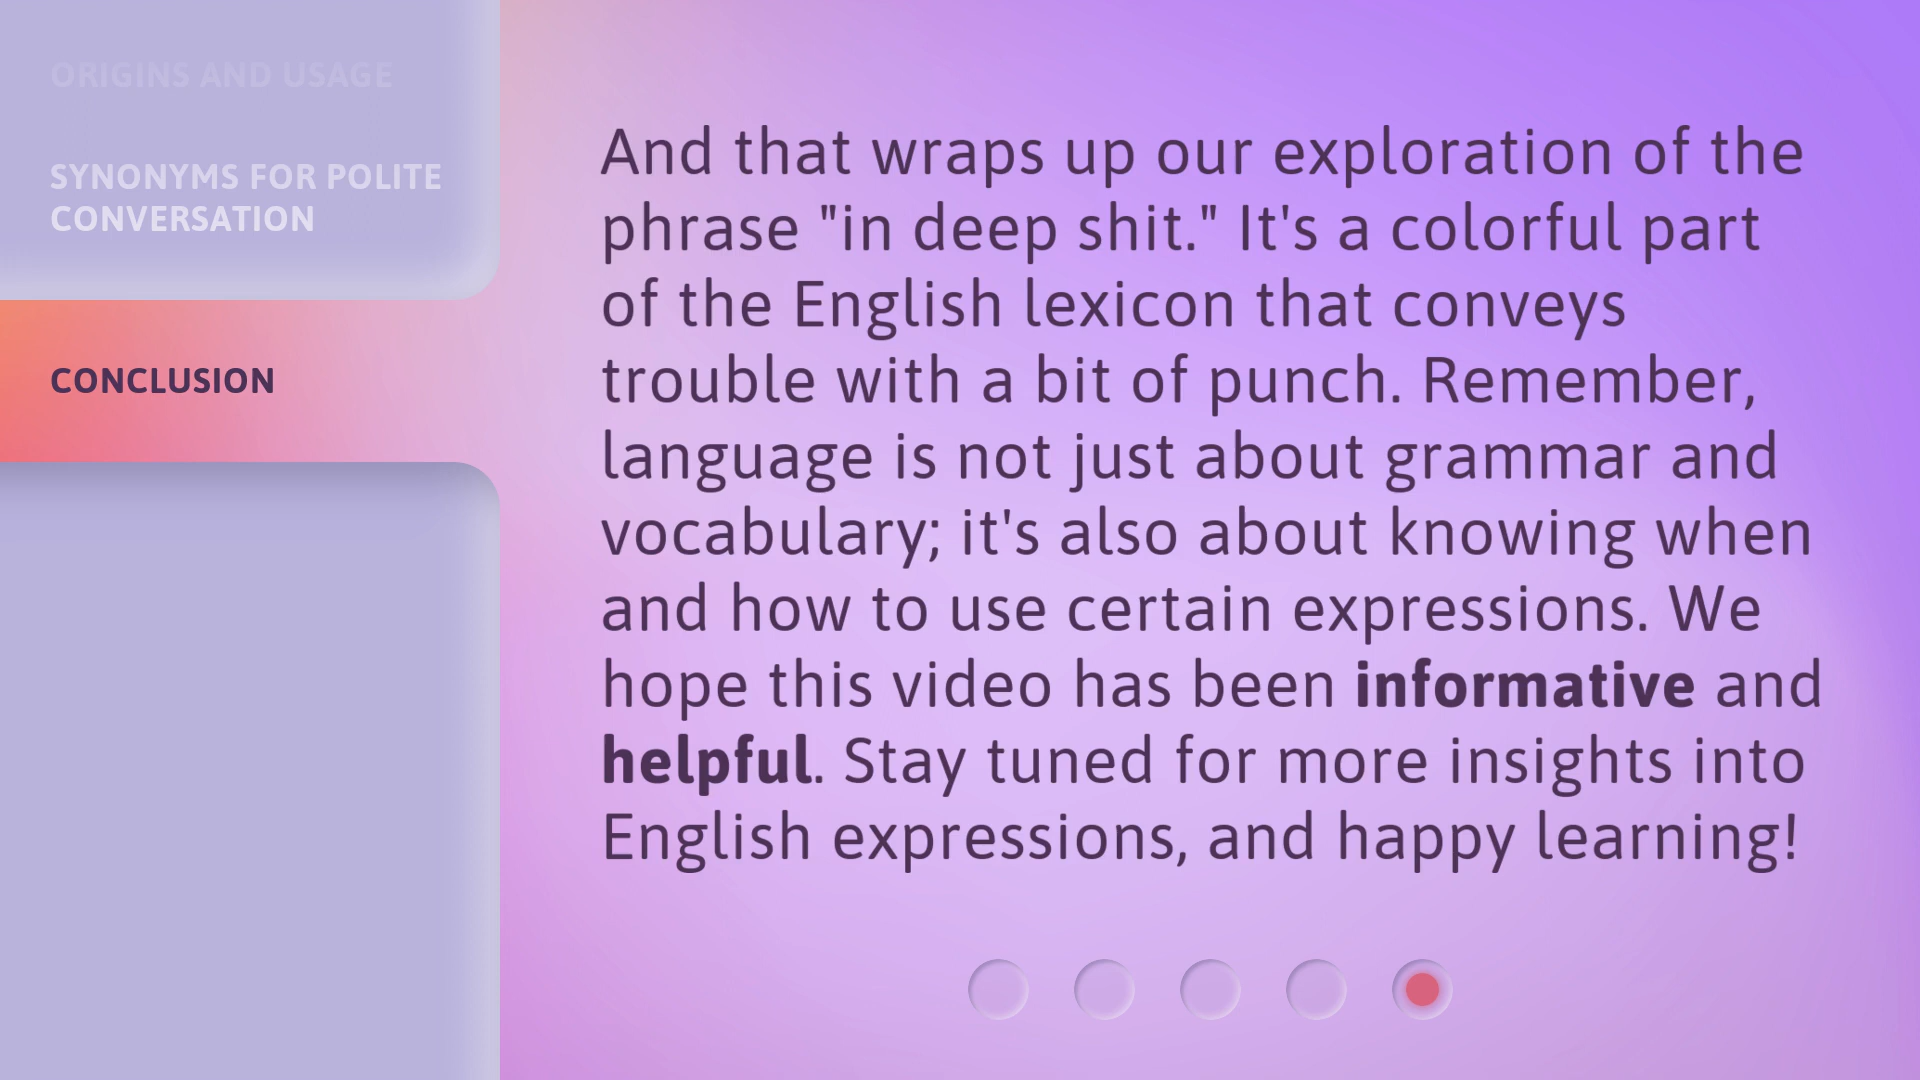 ORIGINS AND USAGE
SYNONYMS FOR POLITE
CONVERSATION
CONCLUSION
And that wraps up our exploration of the
phrase "in deep shit." It's a colorful part
of the English lexicon that conveys
trouble with a bit of punch. Remember,
language is not just about grammar and
vocabulary; it's also about knowing when
and how to use certain expressions. We
hope this video has been informative and
helpful. Stay tuned for more insights into
English expressions, and happy learning!